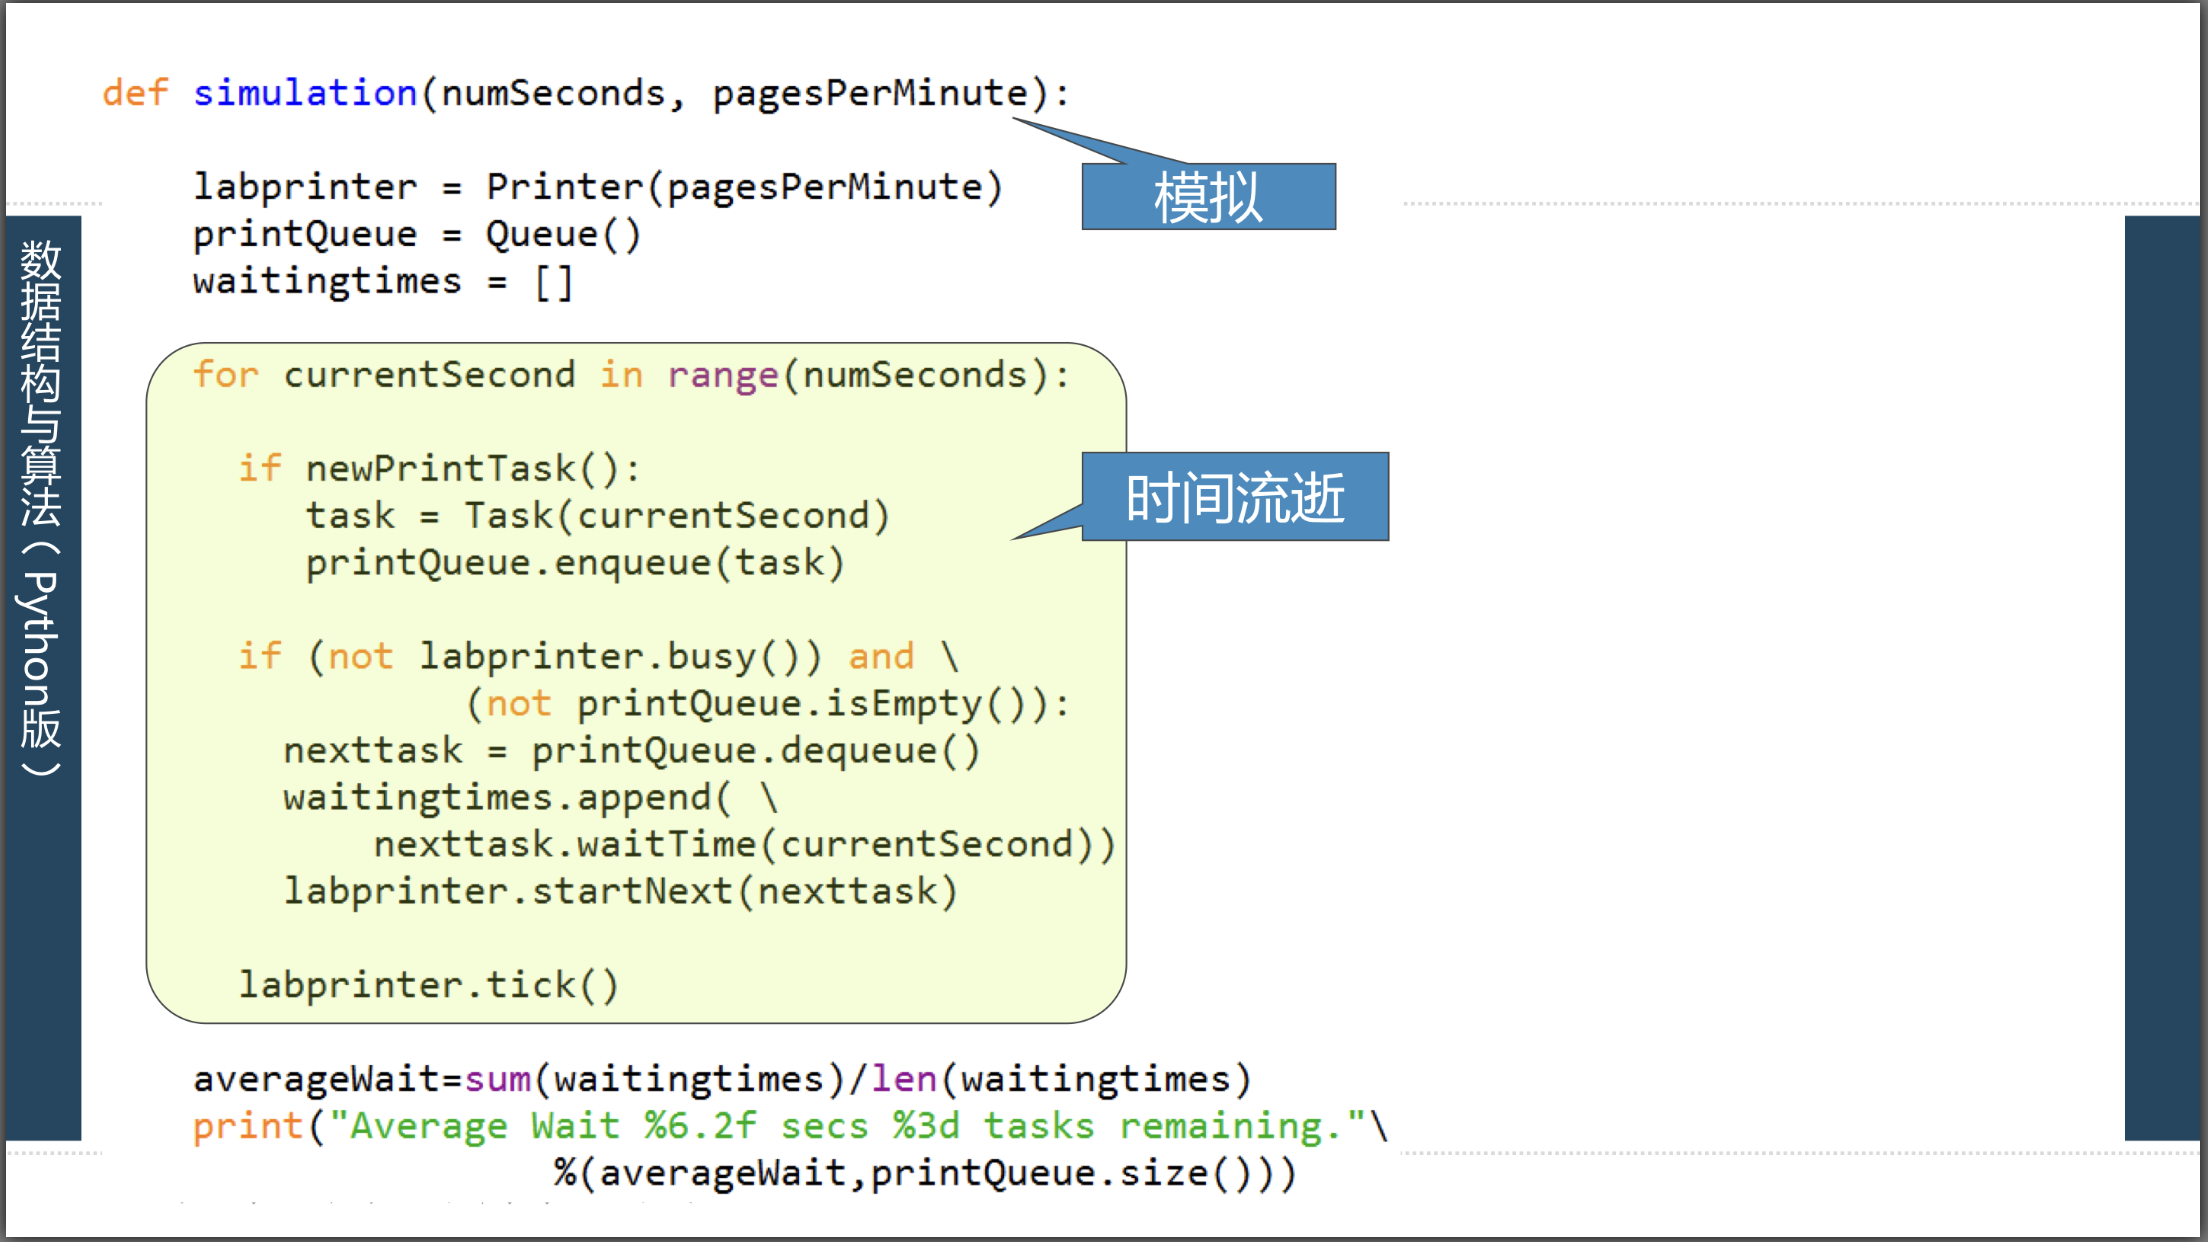 def simulation(numSeconds, pagesPerMinute):
模拟
labprinter = Printer(pagesPerMinute)
printQueue = Queue()
waitingtimes = []
for currentSecond in range(numSeconds):
if newPrintTask():
task = Task(currentSecond)
printQueue.enqueue(task)
时间流逝
if (not labprinter.busy()) and \
(not printQueue.isEmpty()):
nexttask = printQueue.dequeue()
waitingtimes.append( \
nexttask.waitTime(currentSecond))
labprinter.startNext(nexttask)
labprinter.tick()
averageWait=sum(waitingtimes)/len(waitingtimes)
print("Average Wait %6.2f secs %3d tasks remaining."\
%(averageWait,printQueue.size()))
数据结构与算法（Python版）